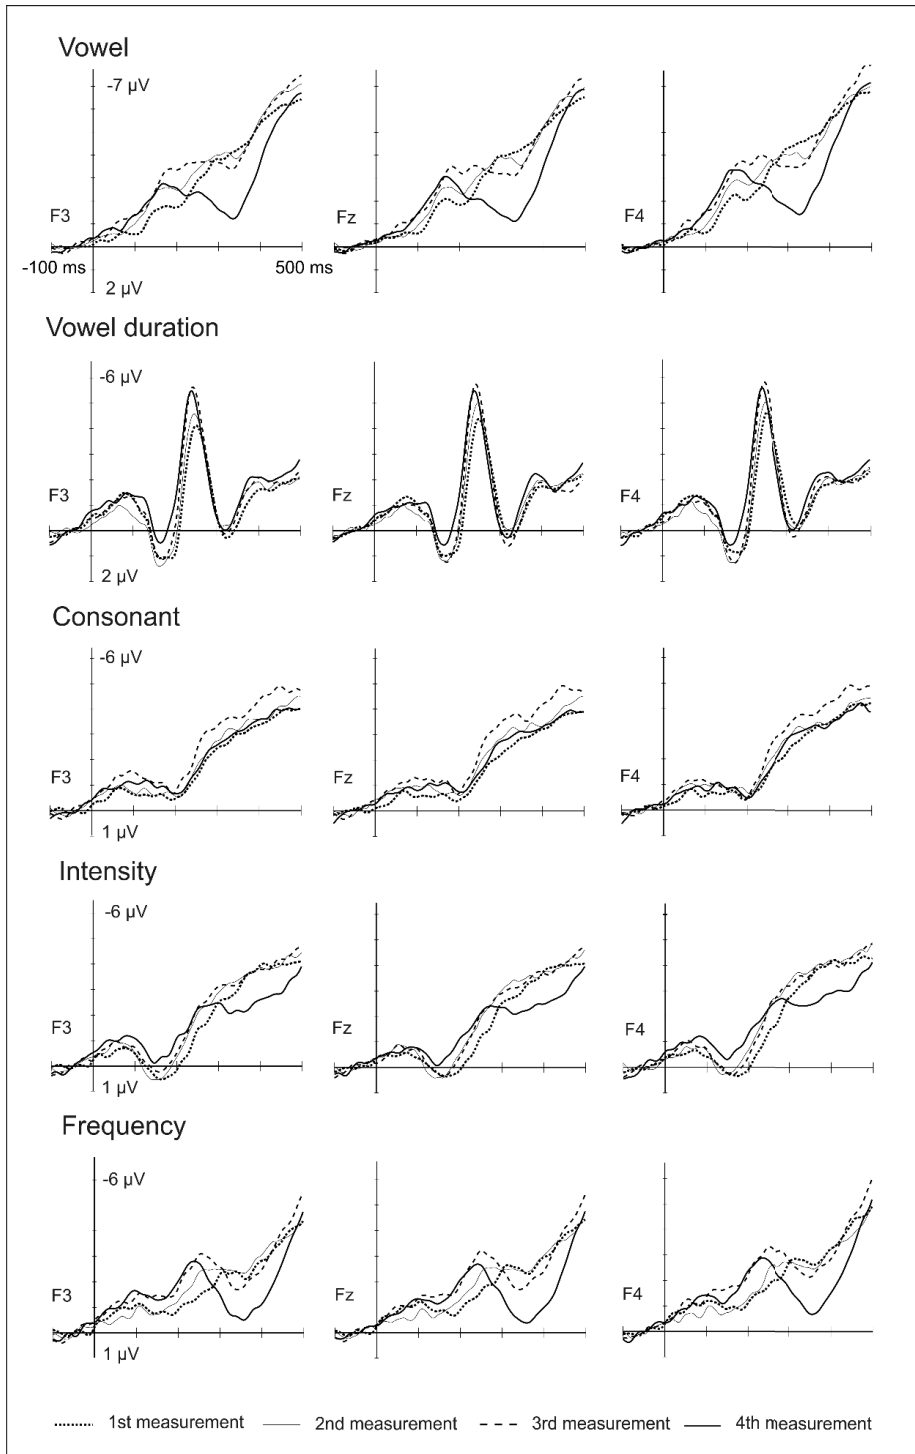 Vowel
-7 µV
F3
Fz
F4
-100 ms
500 ms
2 µV
Vowel duration
-6 µV
F3
Fz
F4
2 µV
Consonant
-6 µV
F3
Fz
F4
1 µV
Intensity
-6 µV
F3
Fz
F4
1 µV
Frequency
-6 µV
F3
Fz
F4
1 µV
1st measurement 2nd measurement 3rd measurement 4th measurement